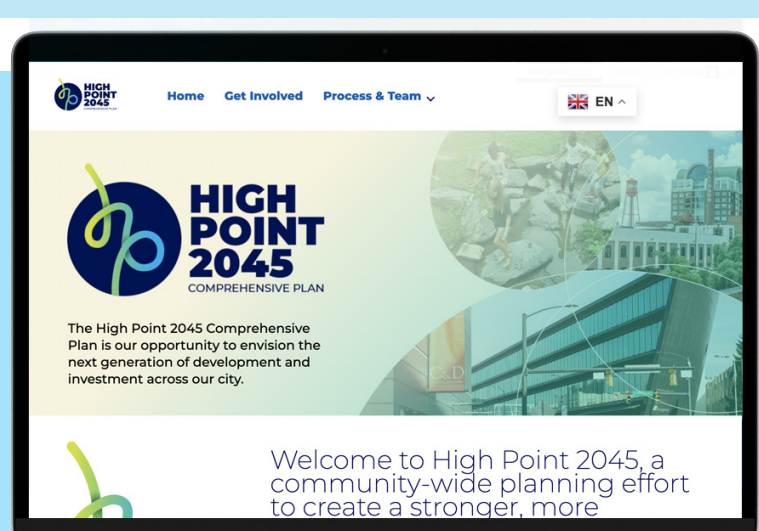 HIGH
POINT
2045
COMPREHENSIVE PLAN
Home Get Involved Process & Team
EN
HIGH
POINT
2045
COMPREHENSIVE PLAN
The High Point 2045 Comprehensive
Plan is our opportunity to envision the
next generation of development and
investment across our city.
C&D
Welcome to High Point 2045, a
community-wide planning effort
to create a stronger, more